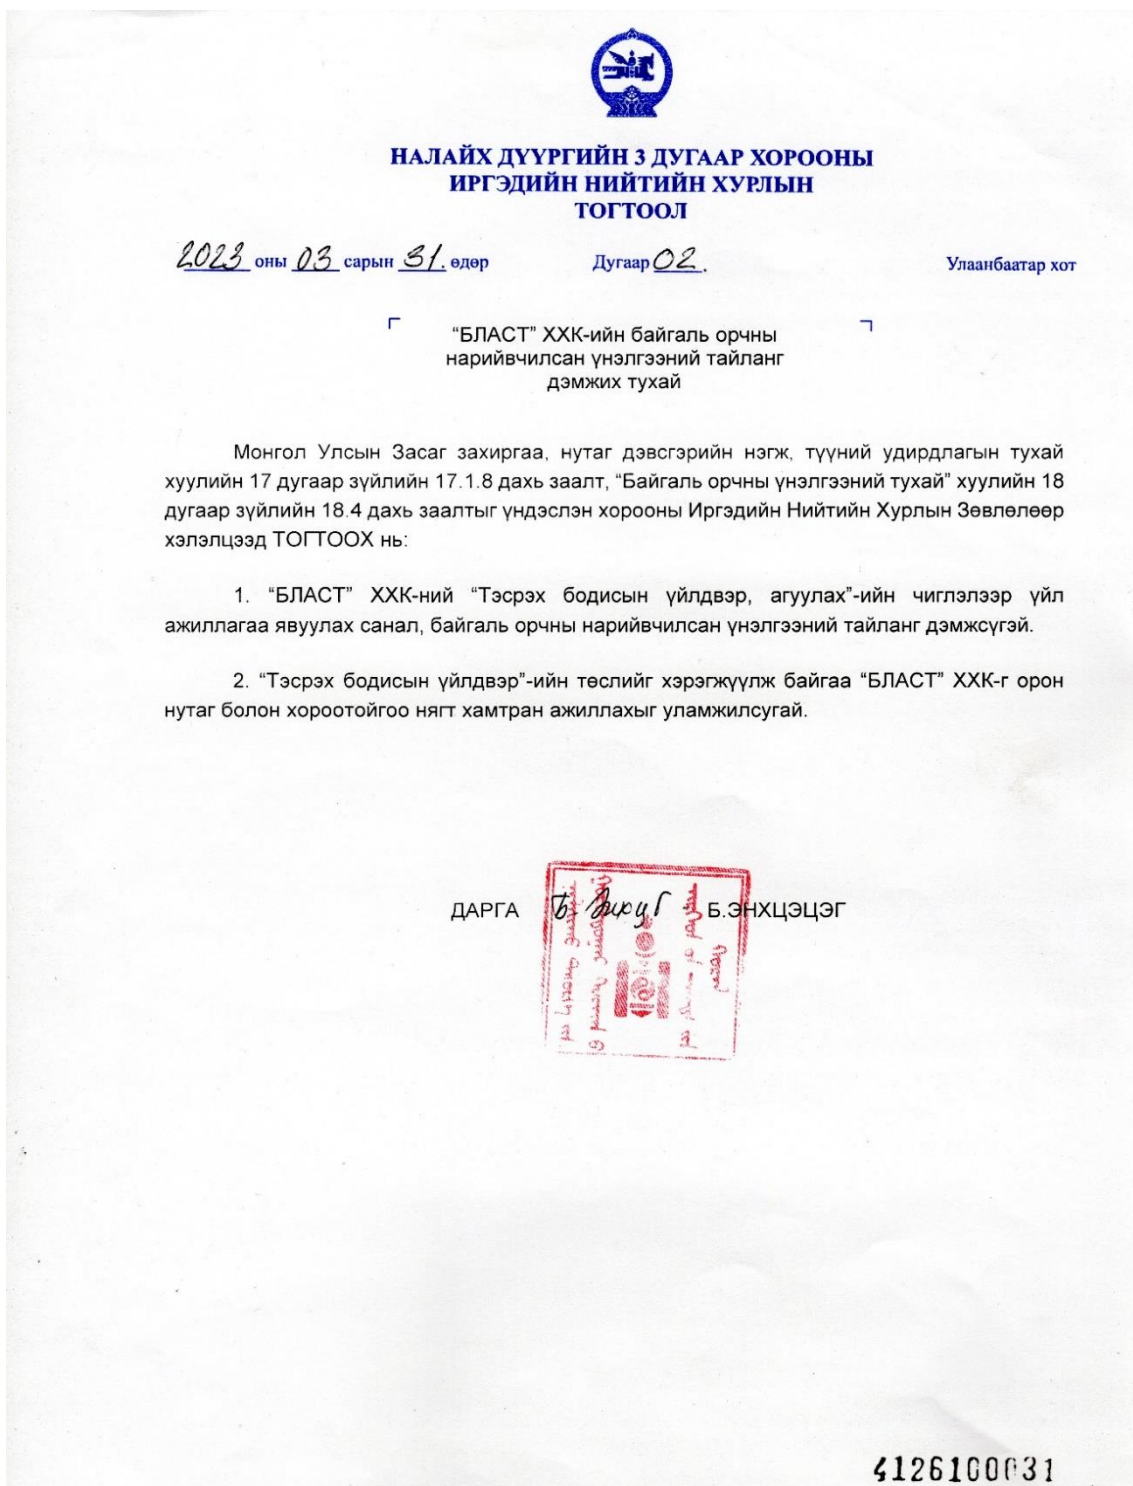 НАЛАЙХ ДҮҮРГИЙН 3 ДУГААР ХОРООНЫ
ИРГЭДИЙН НИЙТИЙН ХУРЛЫН
ТОГТООЛ
2023 оны 03 сарын 31. өдөр Дугаар 02. Улаанбаатар хот
“БЛАСТ” ХХК-ийн байгаль орчны
нарийвчилсан үнэлгээний тайланг
дэмжих тухай
Монгол Улсын Засаг захиргаа, нутаг дэвсгэрийн нэгж, түүний удирдлагын тухай
хуулийн 17 дугаар зүйлийн 17.1.8 дахь заалт, “Байгаль орчны үнэлгээний тухай” хуулийн 18
дугаар зүйлийн 18.4 дахь заалтыг үндэслэн хорооны Иргэдийн Нийтийн Хурлын Зөвлөлөөр
хэлэлцээд ТОГТООХ нь:
1. “БЛАСТ” ХХК-ний “Тэсрэх бодисын үйлдвэр, агуулах”-ийн чиглэлээр үйл
ажиллагаа явуулах санал, байгаль орчны нарийвчилсан үнэлгээний тайланг дэмжсүгэй.
2. “Тэсрэх бодисын үйлдвэр”-ийн төслийг хэрэгжүүлж байгаа “БЛАСТ” ХХК-г орон
нутаг болон хороотойгоо нягт хамтран ажиллахыг уламжилсугай.
ДАРГА Б.ЭНХЦЭЦЭГ
4126100031